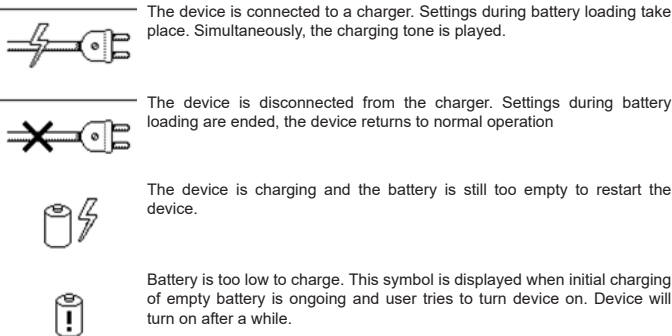 The device is connected to a charger. Settings during battery loading take
place. Simultaneously, the charging tone is played.
The device is disconnected from the charger. Settings during battery
loading are ended, the device returns to normal operation
The device is charging and the battery is still too empty to restart the
device.
Battery is too low to charge. This symbol is displayed when initial charging
of empty battery is ongoing and user tries to turn device on. Device will
turn on after a while.